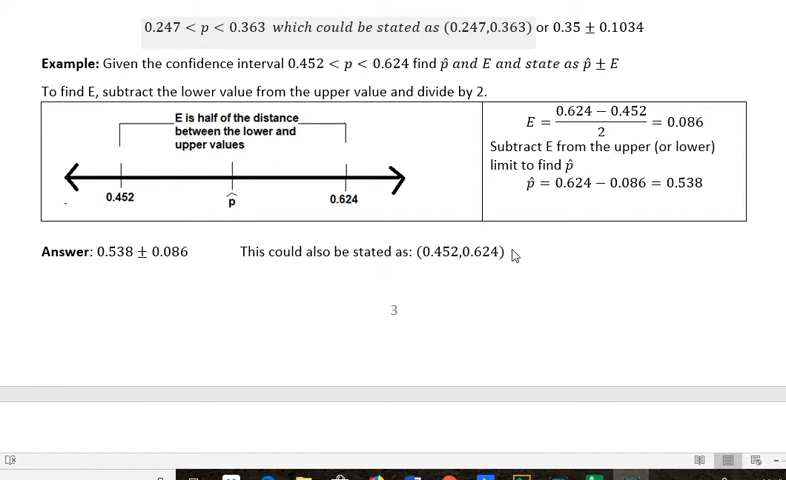 0.247 < p < 0.363 which could be stated as (0.247,0.363) or 0.35 ± 0.1034
Example: Given the confidence interval 0.452 < p < 0.624 find p̂ and E and state as p̂ ± E
To find E, subtract the lower value from the upper value and divide by 2.
E is half of the distance
between the lower and
upper values
0.452
p̂
0.624
E = (0.624 − 0.452)/2 = 0.086
Subtract E from the upper (or lower)
limit to find p̂
p̂ = 0.624 − 0.086 = 0.538
Answer: 0.538 ± 0.086 This could also be stated as: (0.452,0.624)
3